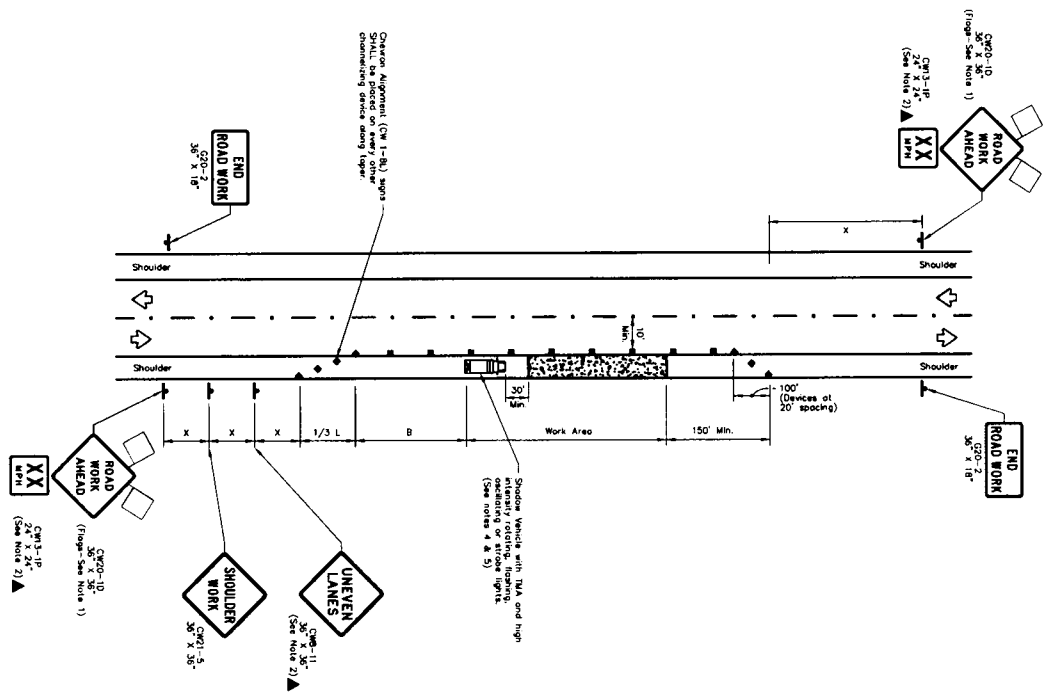 CW20-1D
36" X 36"
(Flags-See Note 1)
CW13-1P
24" X 24"
(See Note 2)
ROAD
WORK
AHEAD
XX
MPH
Chevron Alignment (CW 1-8L) signs
SHALL be placed on every other
channelizing device along taper.
END
ROAD WORK
G20-2
36" X 18"
X
Shoulder
Shoulder
10'
Min.
Shoulder
Shoulder
30'
Min.
100'
(Devices at
20' spacing)
X
X
X
1/3 L
B
Work Area
150' Min.
END
ROAD WORK
G20-2
36" X 18"
Shadow Vehicle with TMA and high
intensity rotating, flashing,
oscillating or strobe lights.
(See notes 4 & 5)
ROAD
WORK
AHEAD
XX
MPH
CW20-1D
36" X 36"
(Flags-See Note 1)
CW13-1P
24" X 24"
(See Note 2)
SHOULDER
WORK
CW21-5
36" X 36"
UNEVEN
LANES
CW8-11
36" X 36"
(See Note 2)